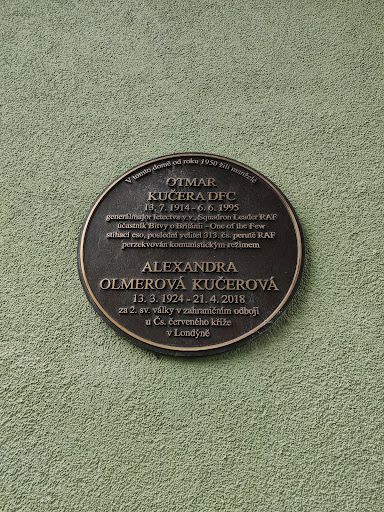 V tomto domě od roku 1950 žili manželé
OTMAR
KUČERA DFC
13. 7. 1914 - 6. 6. 1995
generálmajor letectva v.v., Squadron Leader RAF
účastník Bitvy o Británii - One of the Few
stíhací eso, poslední velitel 313. čs. perutě RAF
perzekvován komunistickým režimem
ALEXANDRA
OLMEROVÁ KUČEROVÁ
13. 3. 1924 - 21. 4. 2018
za 2. sv. války v zahraničním odboji
u Čs. červeného kříže
v Londýně